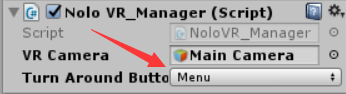 Nolo VR_Manager (Script)
Script NoloVR_Manager
VR Camera Main Camera
Turn Around Butto Menu